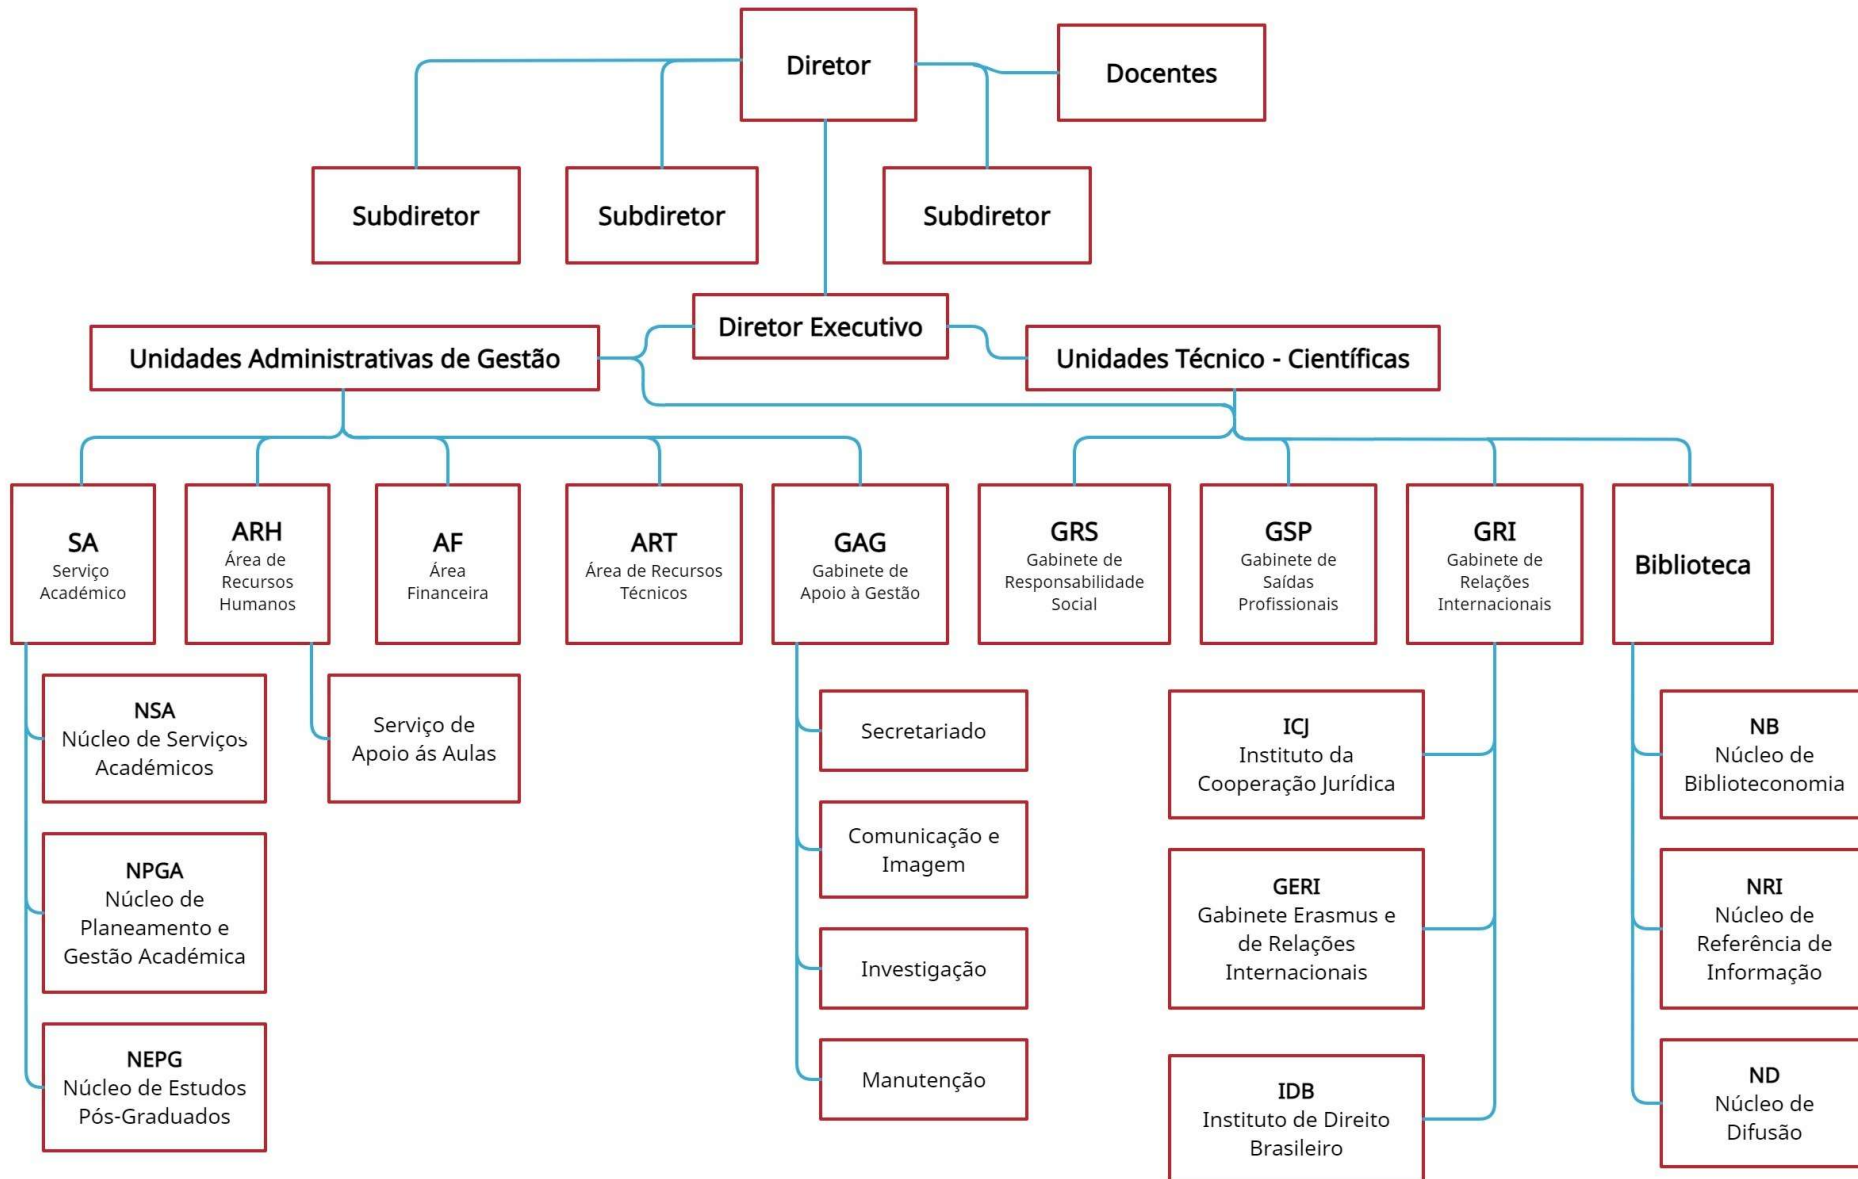 Diretor
Docentes
Subdiretor
Subdiretor
Subdiretor
Diretor Executivo
Unidades Administrativas de Gestão
Unidades Técnico - Científicas
SA
Serviço
Académico
ARH
Área de
Recursos
Humanos
AF
Área
Financeira
ART
Área de Recursos
Técnicos
GAG
Gabinete de
Apoio à Gestão
GRS
Gabinete de
Responsabilidade
Social
GSP
Gabinete de
Saídas
Profissionais
GRI
Gabinete de
Relações
Internacionais
Biblioteca
NSA
Núcleo de Serviços
Académicos
NPGA
Núcleo de
Planeamento e
Gestão Académica
NEPG
Núcleo de Estudos
Pós-Graduados
Serviço de
Apoio ás Aulas
Secretariado
Comunicação e
Imagem
Investigação
Manutenção
ICJ
Instituto da
Cooperação Jurídica
GERI
Gabinete Erasmus e
de Relações
Internacionais
IDB
Instituto de Direito
Brasileiro
NB
Núcleo de
Biblioteconomia
NRI
Núcleo de
Referência de
Informação
ND
Núcleo de
Difusão